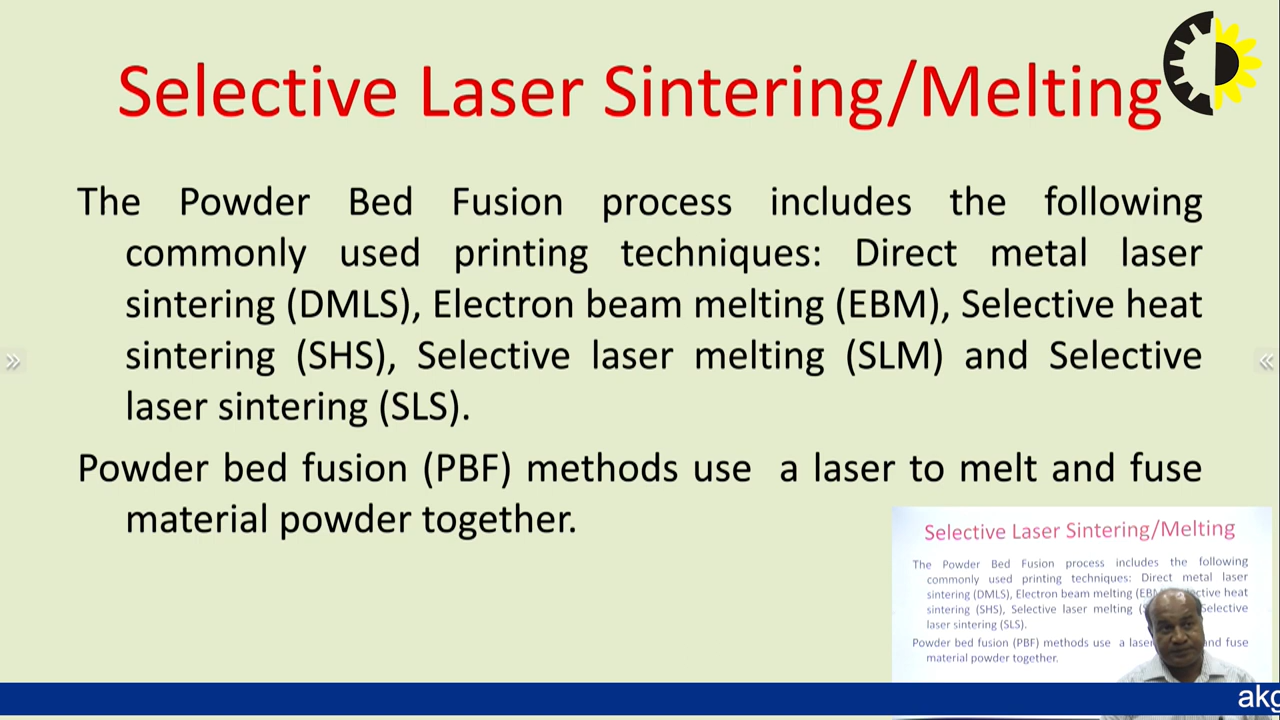 Selective Laser Sintering/Melting
The Powder Bed Fusion process includes the following
commonly used printing techniques: Direct metal laser
sintering (DMLS), Electron beam melting (EBM), Selective heat
sintering (SHS), Selective laser melting (SLM) and Selective
laser sintering (SLS).
Powder bed fusion (PBF) methods use a laser to melt and fuse
material powder together.
Selective Laser Sintering/Melting
The Powder Bed Fusion process includes the following
commonly used printing techniques: Direct metal laser
sintering (DMLS), Electron beam melting heat
sintering (SHS), Selective laser melting Selective
laser sintering (SLS).
Powder bed fusion (PBF) methods use a laser and fuse
material powder together.